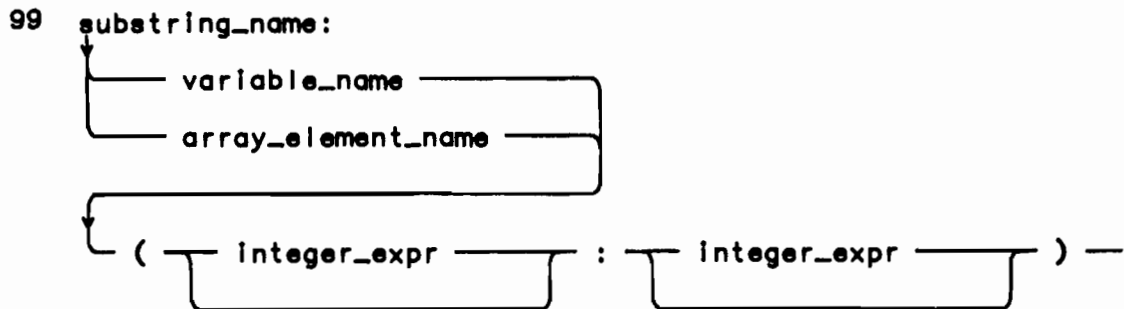 99 substring_name:
variable_name
array_element_name
( integer_expr : integer_expr )